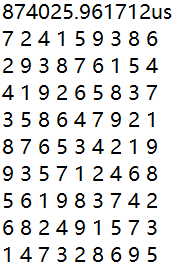 874025.961712us
7 2 4 1 5 9 3 8 6
2 9 3 8 7 6 1 5 4
4 1 9 2 6 5 8 3 7
3 5 8 6 4 7 9 2 1
8 7 6 5 3 4 2 1 9
9 3 5 7 1 2 4 6 8
5 6 1 9 8 3 7 4 2
6 8 2 4 9 1 5 7 3
1 4 7 3 2 8 6 9 5